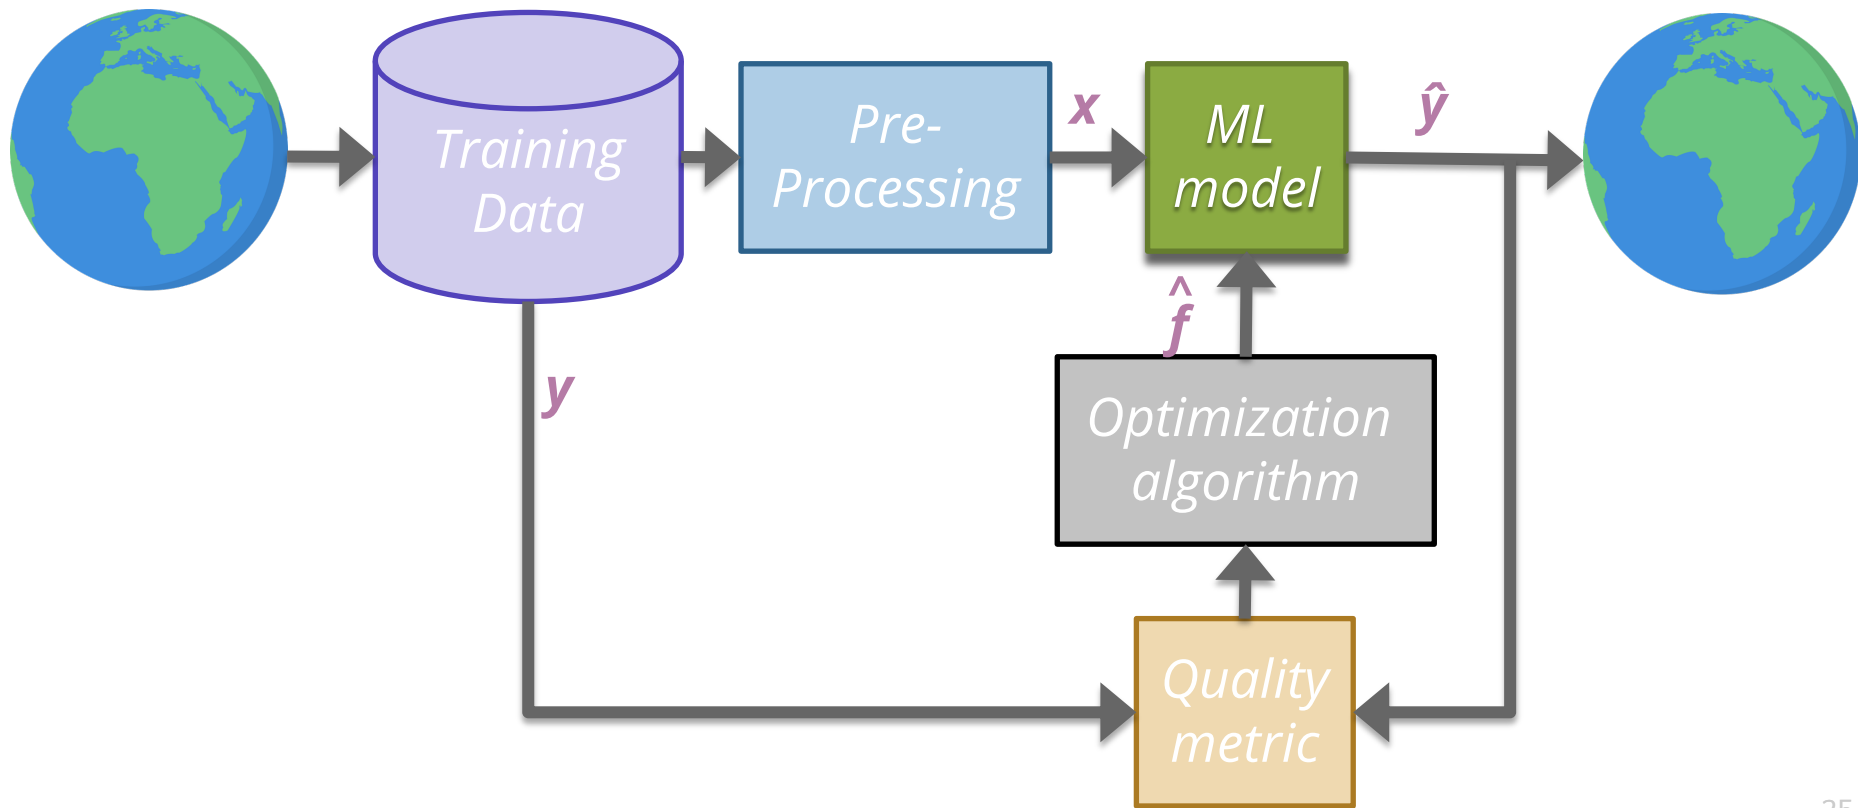 Training
Data
Pre-
Processing
x
ML
model
ŷ
f̂
y
Optimization
algorithm
Quality
metric